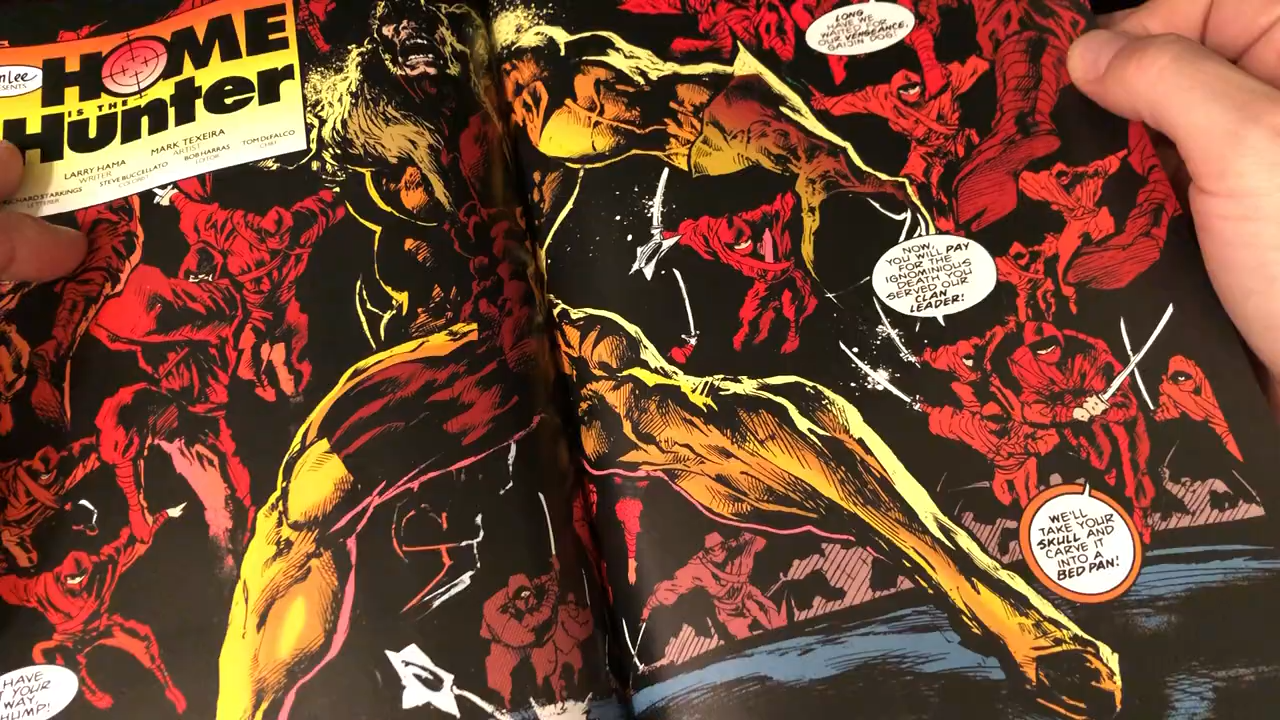 HOME
IS THE
Hunter
LARRY HAMA
WRITER
MARK TEXEIRA
ARTIST
RICHARD STARKINGS
LETTERER
STEVE BUCCELLATO
COLORIST
BOB HARRAS
EDITOR
TOM DEFALCO
CHIEF
LONG
HAVE WE
WAITED FOR
OUR VENGEANCE,
GAIJIN DOG!
NOW,
YOU WILL PAY
FOR THE
IGNOMINIOUS
DEATH YOU
SERVED OUR
CLAN
LEADER!
WE'LL
TAKE YOUR
SKULL AND
CARVE IT
INTO A
BED PAN!
HAVE
YOUR
WAY,